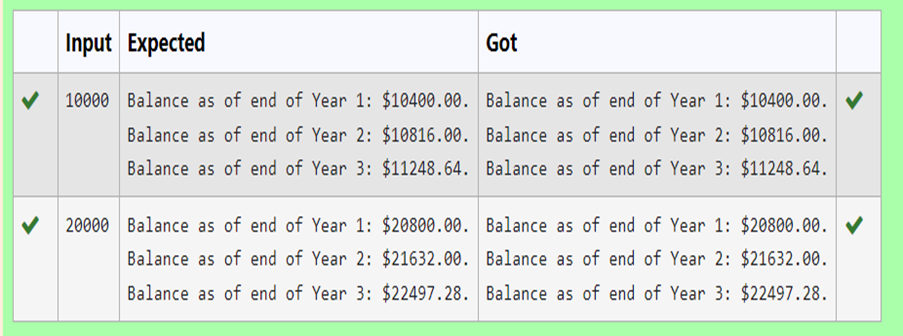 Input Expected Got
10000 Balance as of end of Year 1: $10400.00. Balance as of end of Year 1: $10400.00.
Balance as of end of Year 2: $10816.00. Balance as of end of Year 2: $10816.00.
Balance as of end of Year 3: $11248.64. Balance as of end of Year 3: $11248.64.
20000 Balance as of end of Year 1: $20800.00. Balance as of end of Year 1: $20800.00.
Balance as of end of Year 2: $21632.00. Balance as of end of Year 2: $21632.00.
Balance as of end of Year 3: $22497.28. Balance as of end of Year 3: $22497.28.